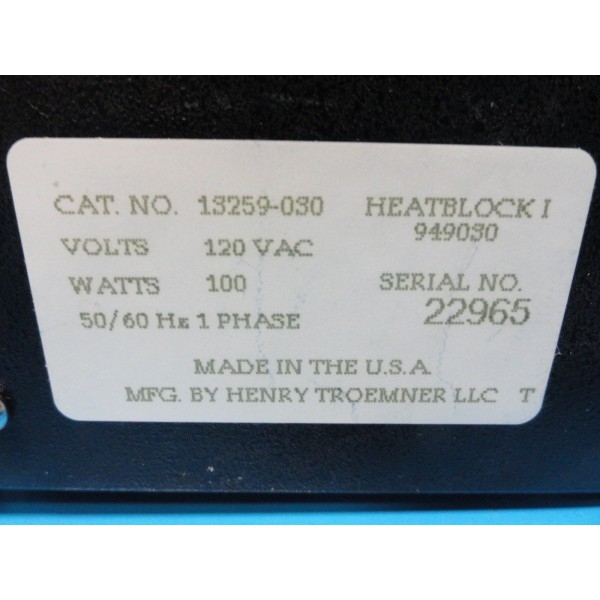 CAT. NO. 13259-030 HEATBLOCK I
949030
VOLTS 120 VAC
WATTS 100 SERIAL NO.
22965
50/60 Hz 1 PHASE
MADE IN THE U.S.A.
MFG. BY HENRY TROEMNER LLC T